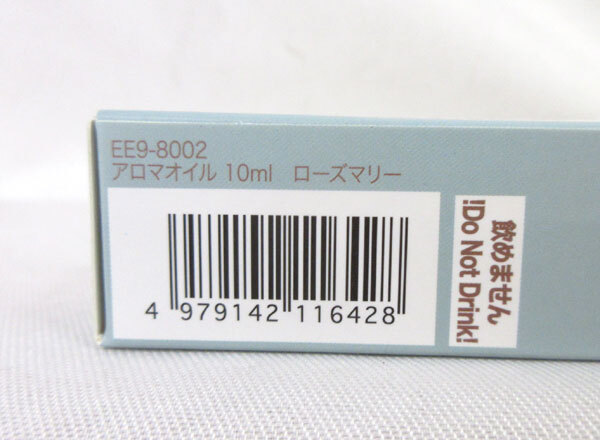 EE9-8002
アロマオイル 10ml　ローズマリー
4 979142 116428
飲めません
!Do Not Drink!